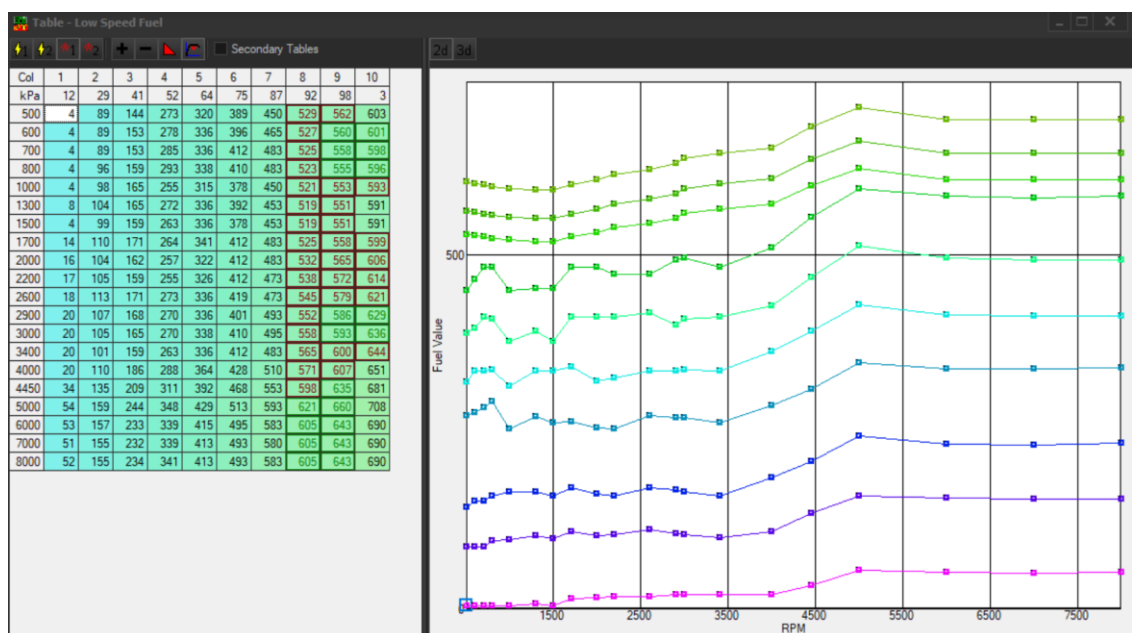 Table - Low Speed Fuel
1 2 1 2 Secondary Tables 2d 3d
Col 1 2 3 4 5 6 7 8 9 10
kPa 12 29 41 52 64 75 87 92 98 3
500 4 89 144 273 320 389 450 529 562 603
600 4 89 153 278 336 396 465 527 560 601
700 4 89 153 285 336 412 483 525 558 598
800 4 96 159 293 338 410 483 523 555 596
1000 4 98 165 255 315 378 450 521 553 593
1300 8 104 165 272 336 392 453 519 551 591
1500 4 99 159 263 336 378 453 519 551 591
1700 14 110 171 264 341 412 483 525 558 599
2000 16 104 162 257 322 412 483 532 565 606
2200 17 105 159 255 326 412 473 538 572 614
2600 18 113 171 273 336 419 473 545 579 621
2900 20 107 168 270 336 401 493 552 586 629
3000 20 105 165 270 338 410 495 558 593 636
3400 20 101 159 263 336 412 483 565 600 644
4000 20 110 186 288 364 428 510 571 607 651
4450 34 135 209 311 392 468 553 598 635 681
5000 54 159 244 348 429 513 593 621 660 708
6000 53 157 233 339 415 495 583 605 643 690
7000 51 155 232 339 413 493 580 605 643 690
8000 52 155 234 341 413 493 583 605 643 690
500
Fuel Value
1500 2500 3500 4500 5500 6500 7500
RPM